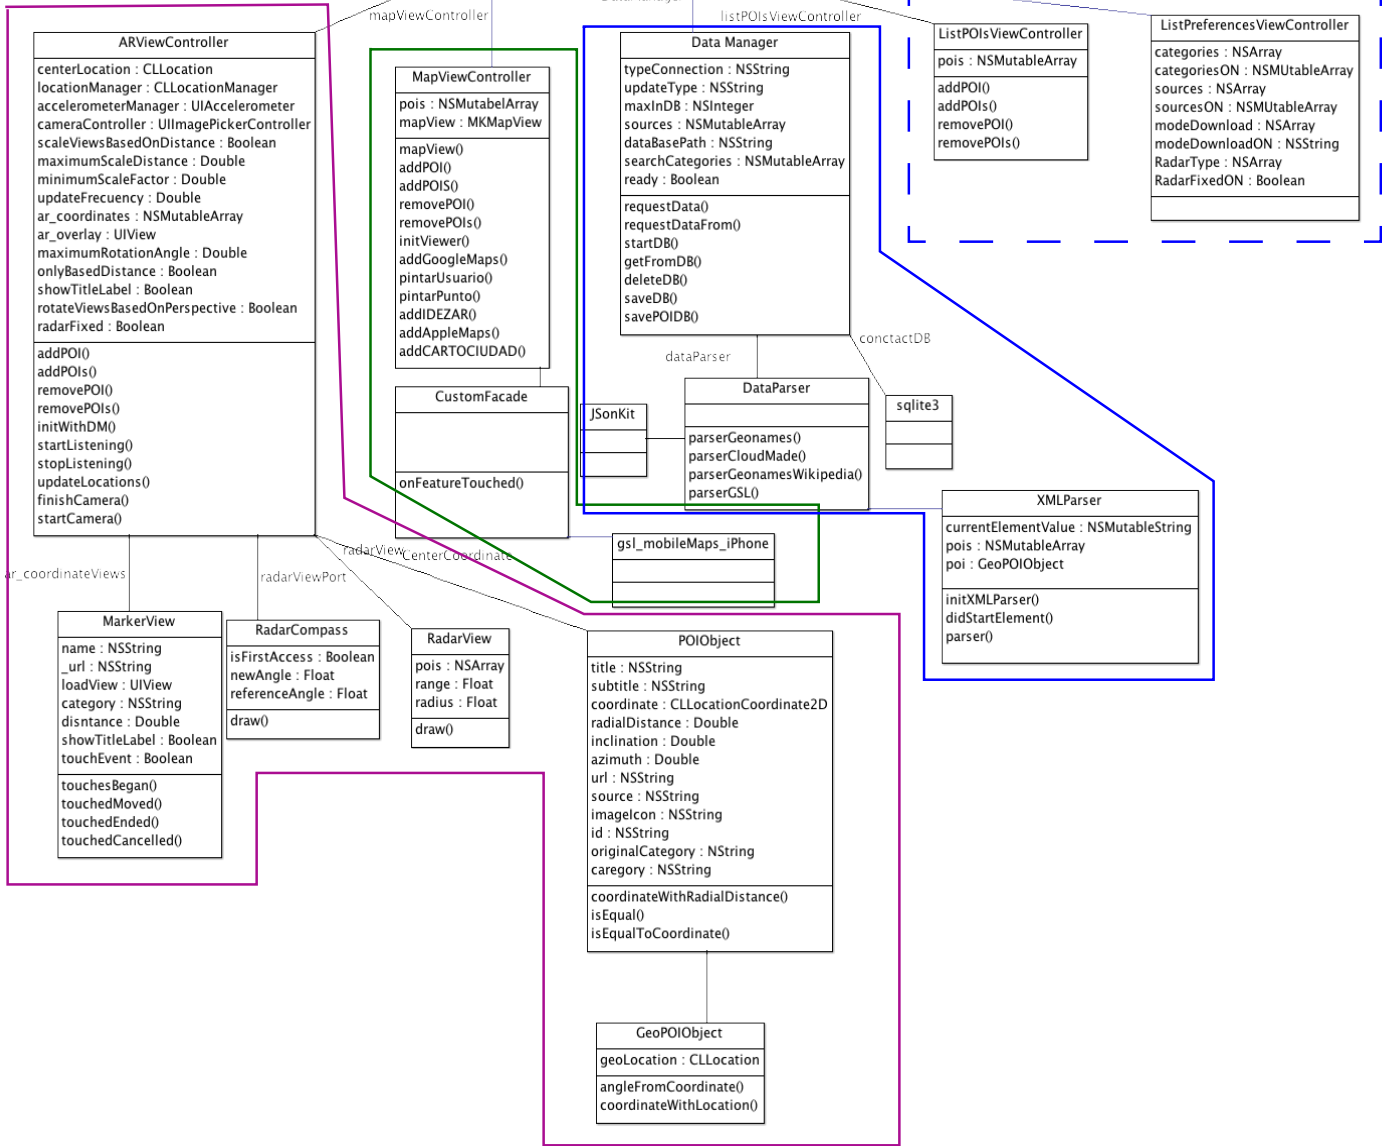 mapViewController
listPOIsViewController
ARViewController
centerLocation : CLLocation
locationManager : CLLocationManager
accelerometerManager : UIAccelerometer
cameraController : UIImagePickerController
scaleViewsBasedOnDistance : Boolean
maximumScaleDistance : Double
minimumScaleFactor : Double
updateFrecuency : Double
ar_coordinates : NSMutableArray
ar_overlay : UIView
maximumRotationAngle : Double
onlyBasedDistance : Boolean
showTitleLabel : Boolean
rotateViewsBasedOnPerspective : Boolean
radarFixed : Boolean
addPOI()
addPOIs()
removePOI()
removePOIs()
initWithDM()
startListening()
stopListening()
updateLocations()
finishCamera()
startCamera()
MapViewController
pois : NSMutabelArray
mapView : MKMapView
mapView()
addPOI()
addPOIS()
removePOI()
removePOIs()
initViewer()
addGoogleMaps()
pintarUsuario()
pintarPunto()
addIDEZAR()
addAppleMaps()
addCARTOCIUDAD()
CustomFacade
onFeatureTouched()
Data Manager
typeConnection : NSString
updateType : NSString
maxInDB : NSInteger
sources : NSMutableArray
dataBasePath : NSString
searchCategories : NSMutableArray
ready : Boolean
requestData()
requestDataFrom()
startDB()
getFromDB()
deleteDB()
saveDB()
savePOIDB()
ListPOIsViewController
pois : NSMutableArray
addPOI()
addPOIs()
removePOI()
removePOIs()
ListPreferencesViewController
categories : NSArray
categoriesON : NSMUtableArray
sources : NSArray
sourcesON : NSMUtableArray
modeDownload : NSArray
modeDownloadON : NSString
RadarType : NSArray
RadarFixedON : Boolean
dataParser
conctactDB
JSonKit
DataParser
parserGeonames()
parserCloudMade()
parserGeonamesWikipedia()
parserGSL()
sqlite3
XMLParser
currentElementValue : NSMutableString
pois : NSMutableArray
poi : GeoPOIObject
initXMLParser()
didStartElement()
parser()
gsl_mobileMaps_iPhone
ar_coordinateViews
radarViewPort
radarView
CenterCoordinate
MarkerView
name : NSString
_url : NSString
loadView : UIView
category : NSString
disntance : Double
showTitleLabel : Boolean
touchEvent : Boolean
touchesBegan()
touchedMoved()
touchedEnded()
touchedCancelled()
RadarCompass
isFirstAccess : Boolean
newAngle : Float
referenceAngle : Float
draw()
RadarView
pois : NSArray
range : Float
radius : Float
draw()
POIObject
title : NSString
subtitle : NSString
coordinate : CLLocationCoordinate2D
radialDistance : Double
inclination : Double
azimuth : Double
url : NSString
source : NSString
imageIcon : NSString
id : NSString
originalCategory : NString
caregory : NSString
coordinateWithRadialDistance()
isEqual()
isEqualToCoordinate()
GeoPOIObject
geoLocation : CLLocation
angleFromCoordinate()
coordinateWithLocation()